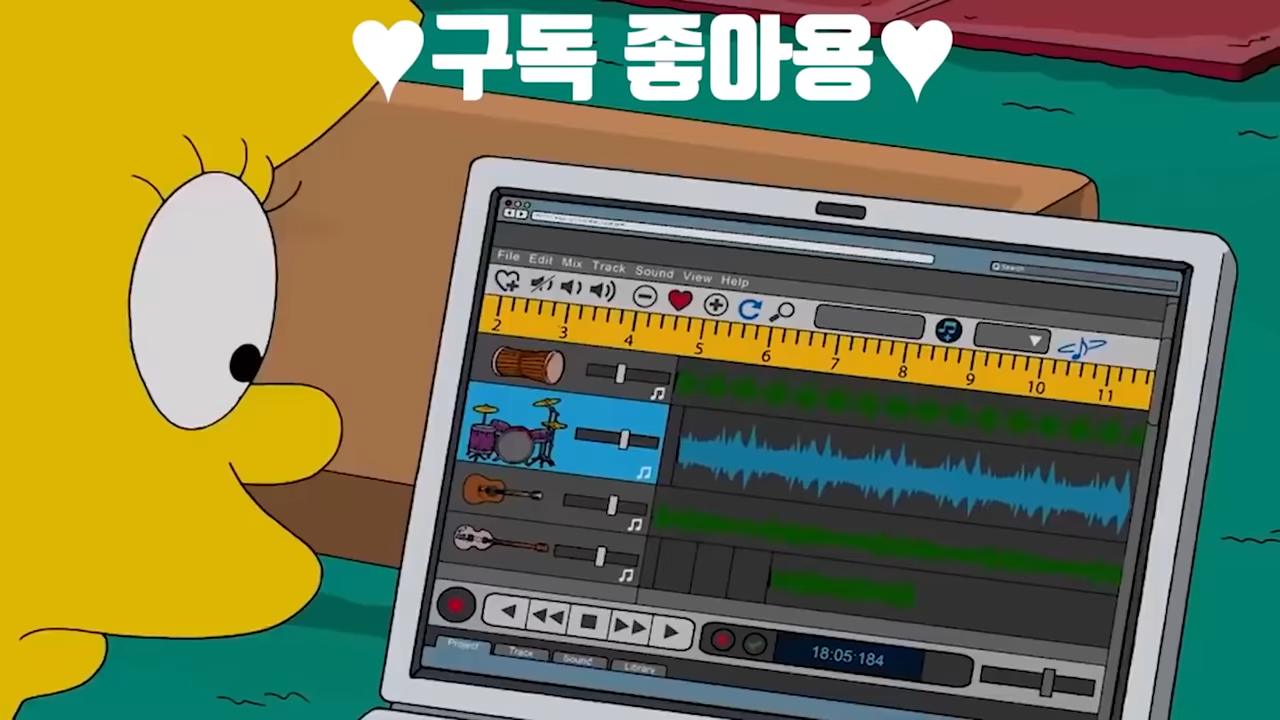 ♥구독 좋아용♥
Search
File Edit Mix Track Sound View Help
2 3 4 5 6 7 8 9 10 11
18:05:184
Project Track Sound Library